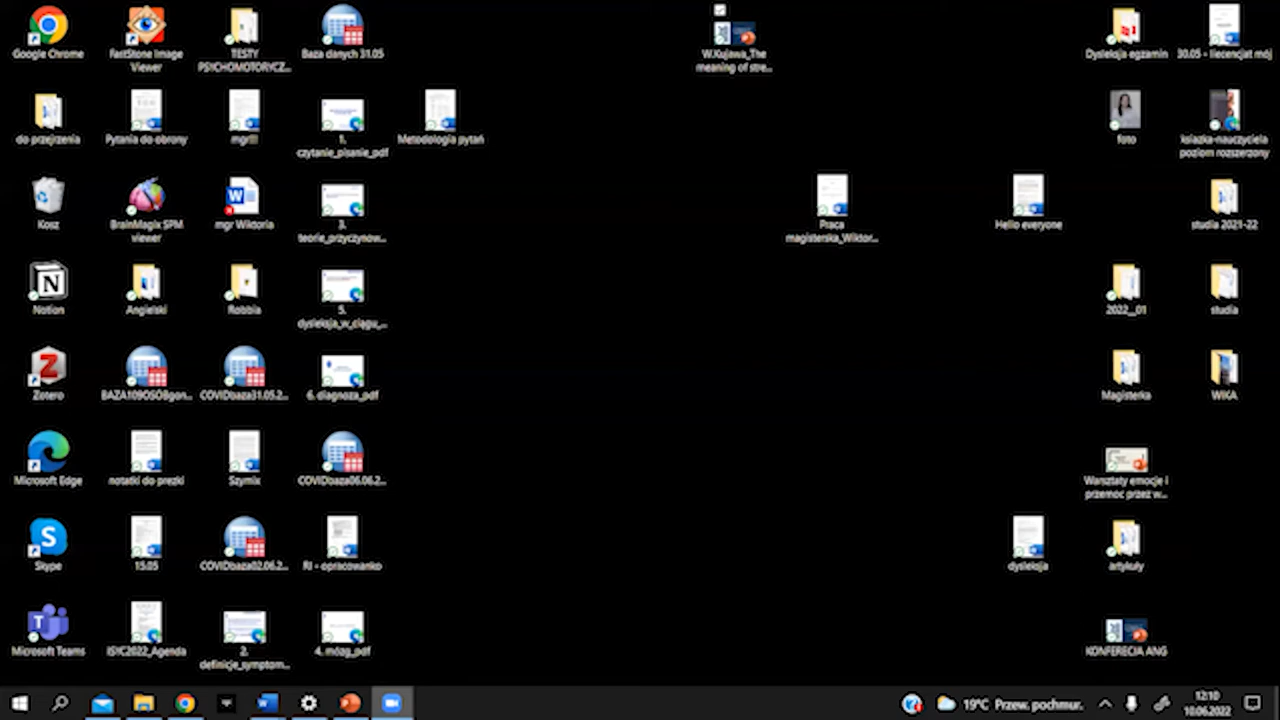 Google Chrome
FastStone Image
Viewer
TESTY
PSYCHOMOTORYCZ...
Baza danych 31.05
W.Kujawa_The
meaning of stre...
Dysleksja egzamin
30.05 - liecencjat mój
do przejrzenia
Pytania do obrony
mgr!!!
1.
czytanie_pisanie_pdf
Metodologia pytań
foto
ksiazka-nauczyciela
poziom rozszerzony
Kosz
BrainMagix SPM
viewer
mgr Wiktoria
3.
teorie_przyczynow...
Praca
magisterska_Wiktor...
Hello everyone
studia 2021-22
Notion
Angielski
Robbia
5.
dysleksja_w_ciągu_...
2022__01
studia
Zotero
BAZA109OSÓBgon...
COVIDbaza31.05.2...
6. diagnoza_pdf
Magisterka
WIKA
Microsoft Edge
notatki do prezki
Szymix
COVIDbaza06.06.2...
Warsztaty emocje i
przemoc przez w...
Skype
15.05
COVIDbaza02.06.2...
RJ - opracowanko
dysleksja
artykuły
Microsoft Teams
ISYC2022_Agenda
2.
definicje_symptom...
4. mózg_pdf
KONFERECJA ANG
19°C Przew. pochmur.
12:10
10.06.2022